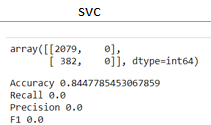 SVC
array([[2079, 0],
[ 382, 0]], dtype=int64)
Accuracy 0.8447785453067859
Recall 0.0
Precision 0.0
F1 0.0